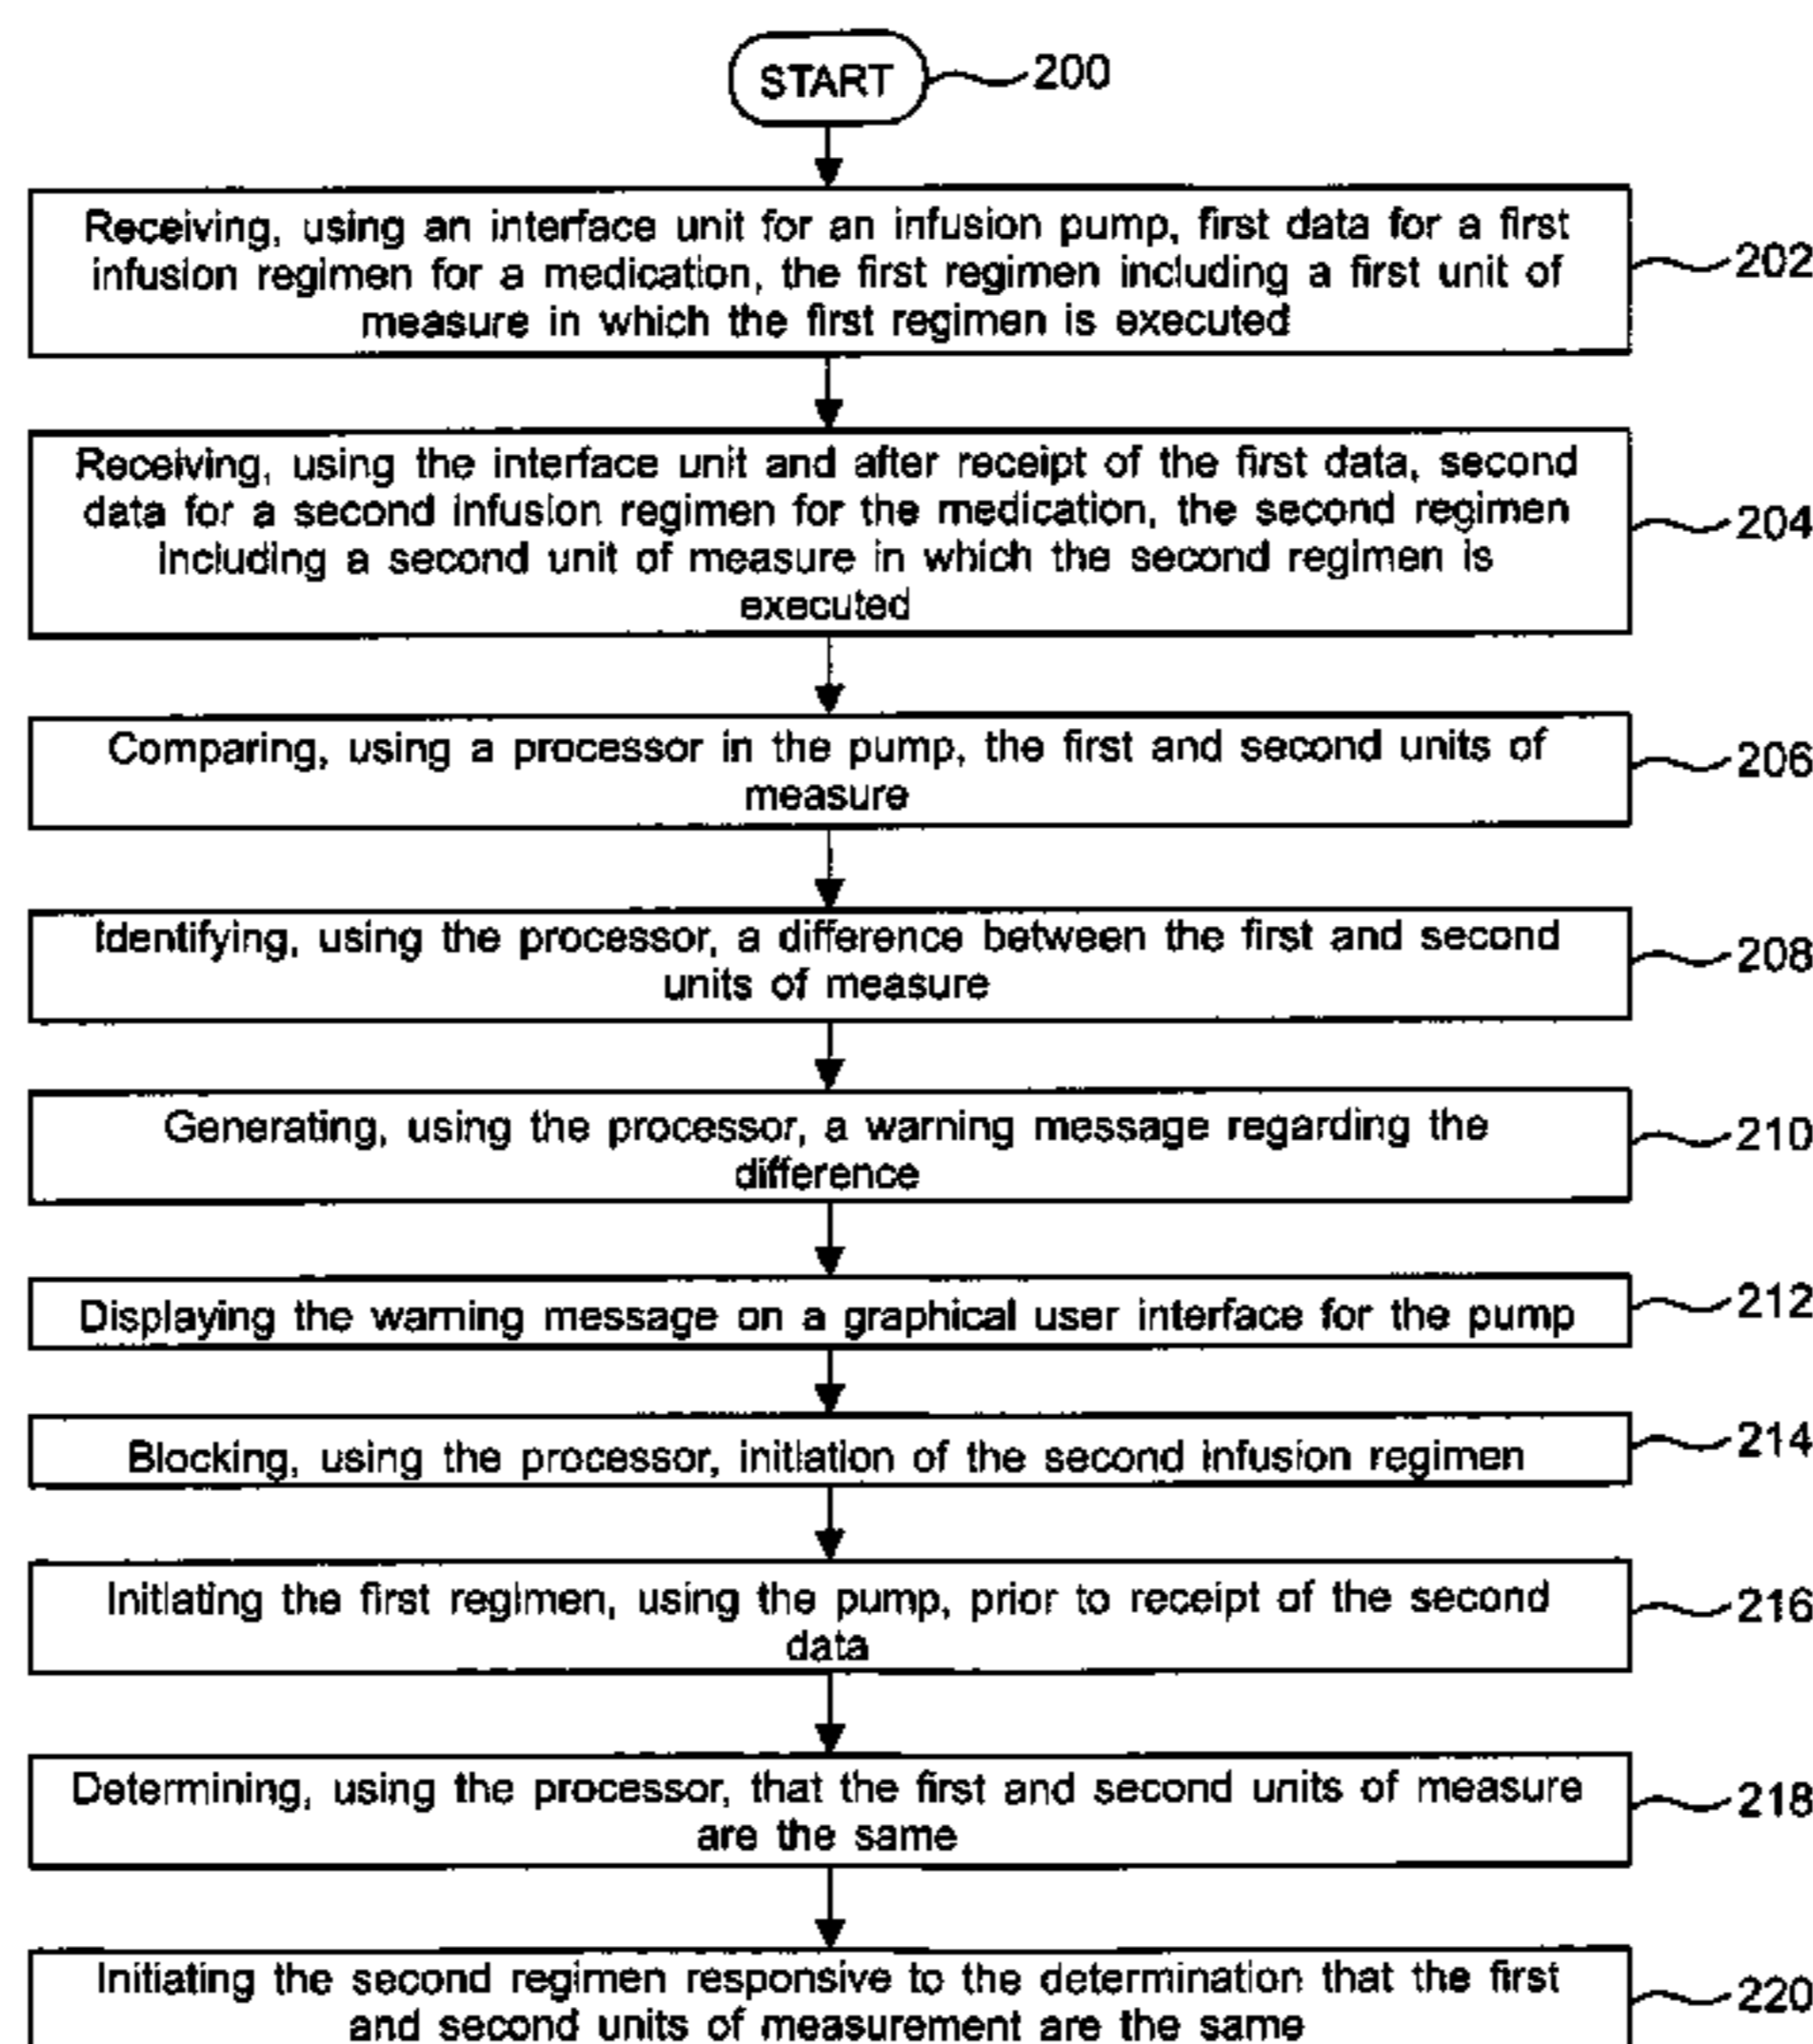 START
200
Receiving, using an interface unit for an infusion pump, first data for a first
infusion regimen for a medication, the first regimen including a first unit of
measure in which the first regimen is executed
202
Receiving, using the interface unit and after receipt of the first data, second
data for a second infusion regimen for the medication, the second regimen
including a second unit of measure in which the second regimen is
executed
204
Comparing, using a processor in the pump, the first and second units of
measure
206
Identifying, using the processor, a difference between the first and second
units of measure
208
Generating, using the processor, a warning message regarding the
difference
210
Displaying the warning message on a graphical user interface for the pump
212
Blocking, using the processor, initiation of the second infusion regimen
214
Initiating the first regimen, using the pump, prior to receipt of the second
data
216
Determining, using the processor, that the first and second units of measure
are the same
218
Initiating the second regimen responsive to the determination that the first
and second units of measurement are the same
220